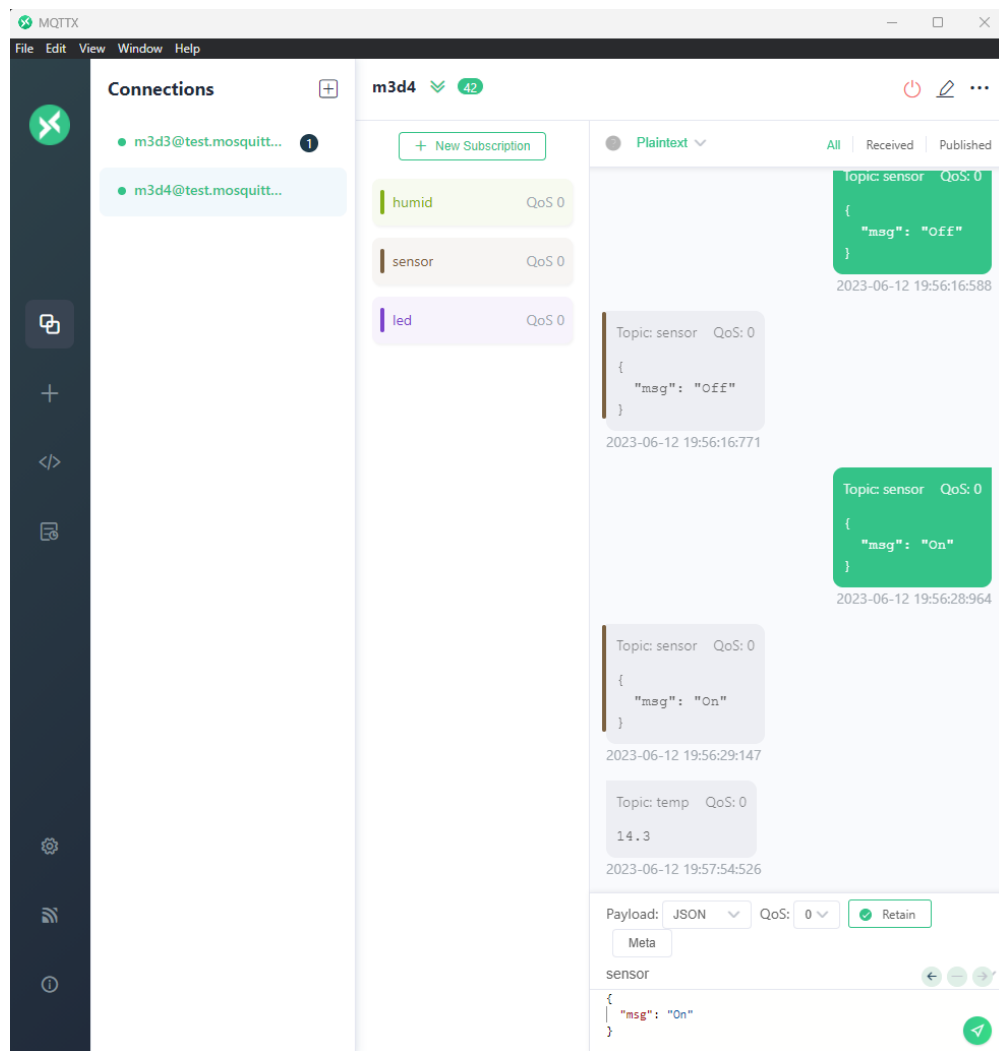 MQTTX
File Edit View Window Help
Connections
m3d3@test.mosquitt... 1
m3d4@test.mosquitt...
m3d4 42
+ New Subscription
humid QoS 0
sensor QoS 0
led QoS 0
Plaintext
All Received Published
Topic: sensor QoS: 0
{
"msg": "Off"
}
2023-06-12 19:56:16:588
Topic: sensor QoS: 0
{
"msg": "Off"
}
2023-06-12 19:56:16:771
Topic: sensor QoS: 0
{
"msg": "On"
}
2023-06-12 19:56:28:964
Topic: sensor QoS: 0
{
"msg": "On"
}
2023-06-12 19:56:29:147
Topic: temp QoS: 0
14.3
2023-06-12 19:57:54:526
Payload: JSON QoS: 0 Retain
Meta
sensor
{
"msg": "On"
}